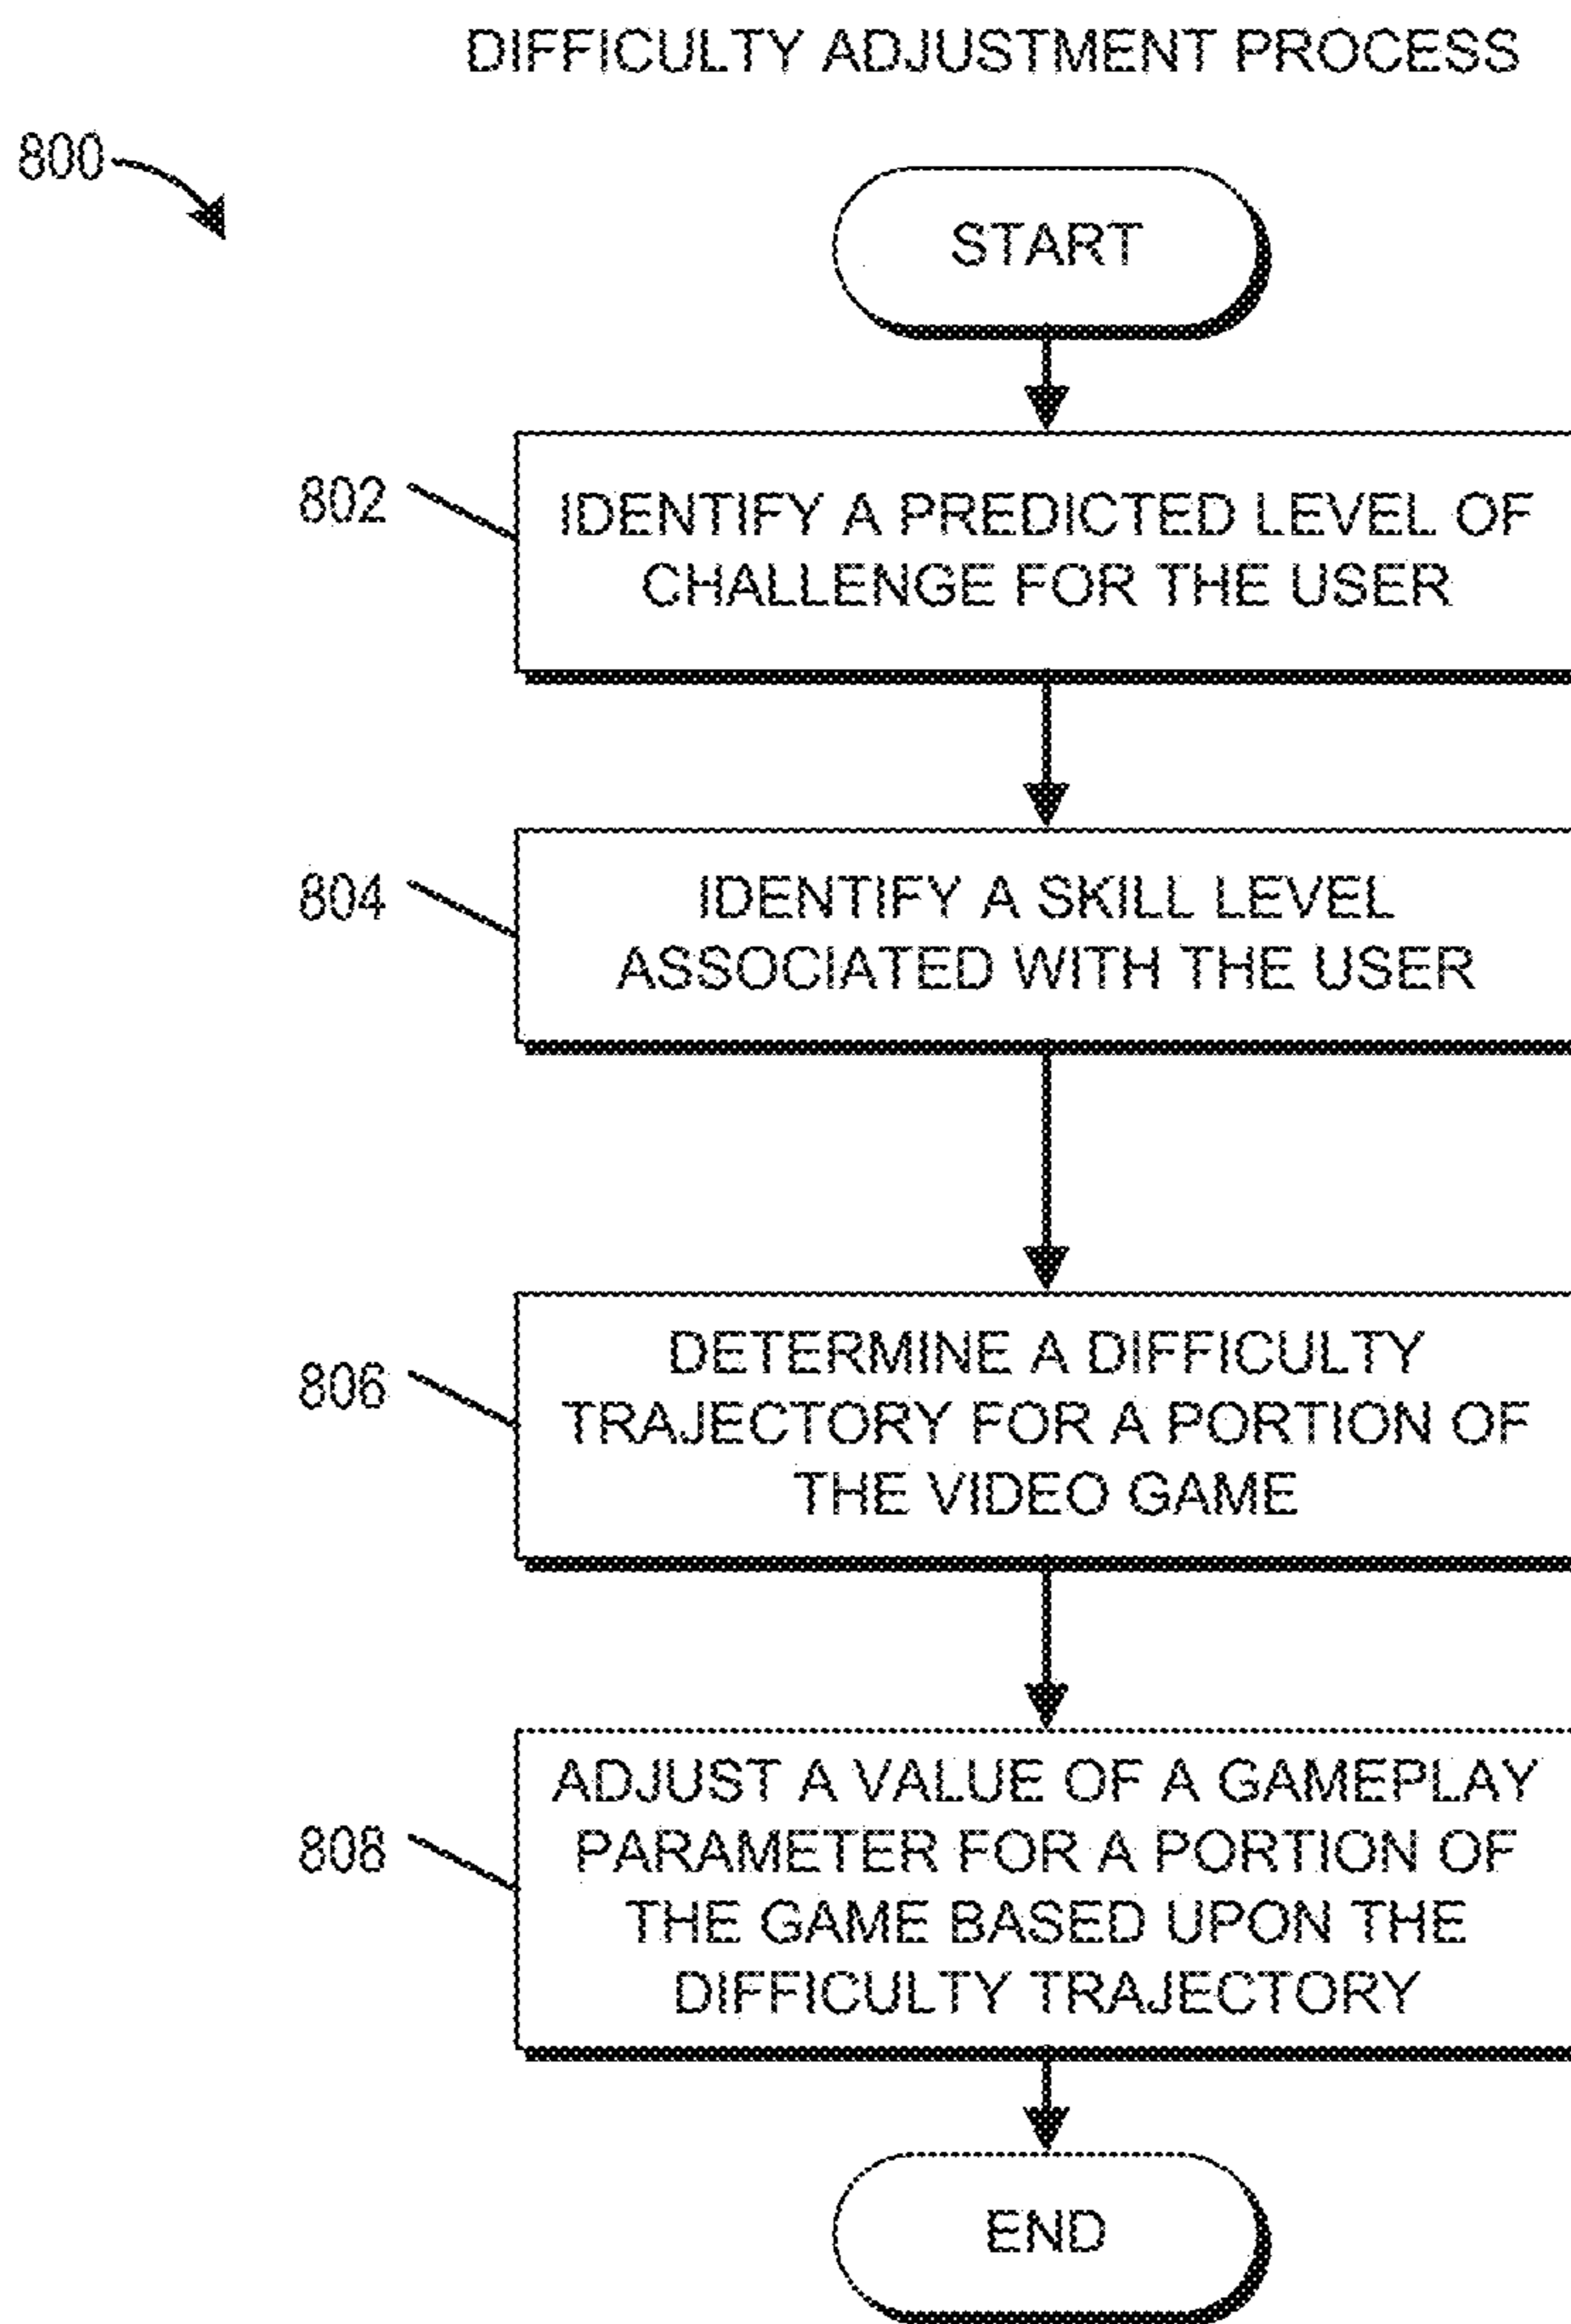 DIFFICULTY ADJUSTMENT PROCESS
800
START
802
IDENTIFY A PREDICTED LEVEL OF
CHALLENGE FOR THE USER
804
IDENTIFY A SKILL LEVEL
ASSOCIATED WITH THE USER
806
DETERMINE A DIFFICULTY
TRAJECTORY FOR A PORTION OF
THE VIDEO GAME
808
ADJUST A VALUE OF A GAMEPLAY
PARAMETER FOR A PORTION OF
THE GAME BASED UPON THE
DIFFICULTY TRAJECTORY
END